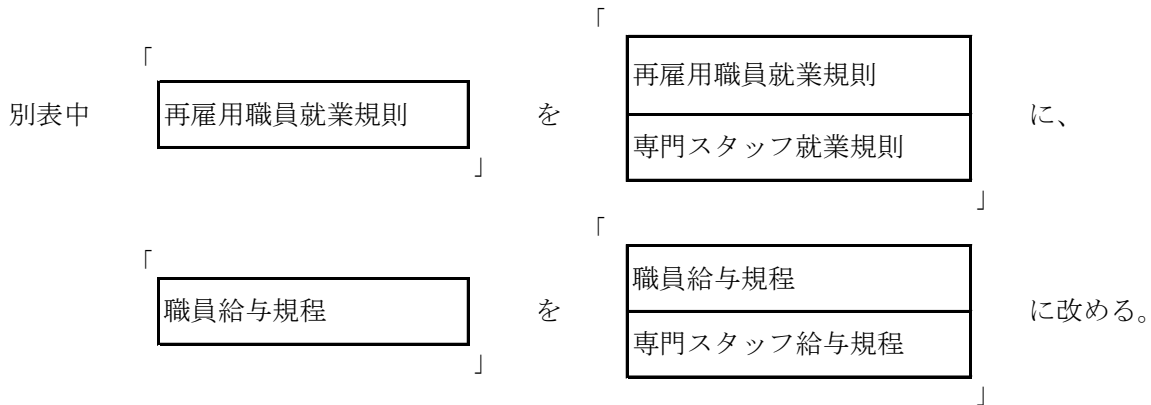 別表中「再雇用職員就業規則」を「再雇用職員就業規則
専門スタッフ就業規則」に、
「職員給与規程」を「職員給与規程
専門スタッフ給与規程」に改める。